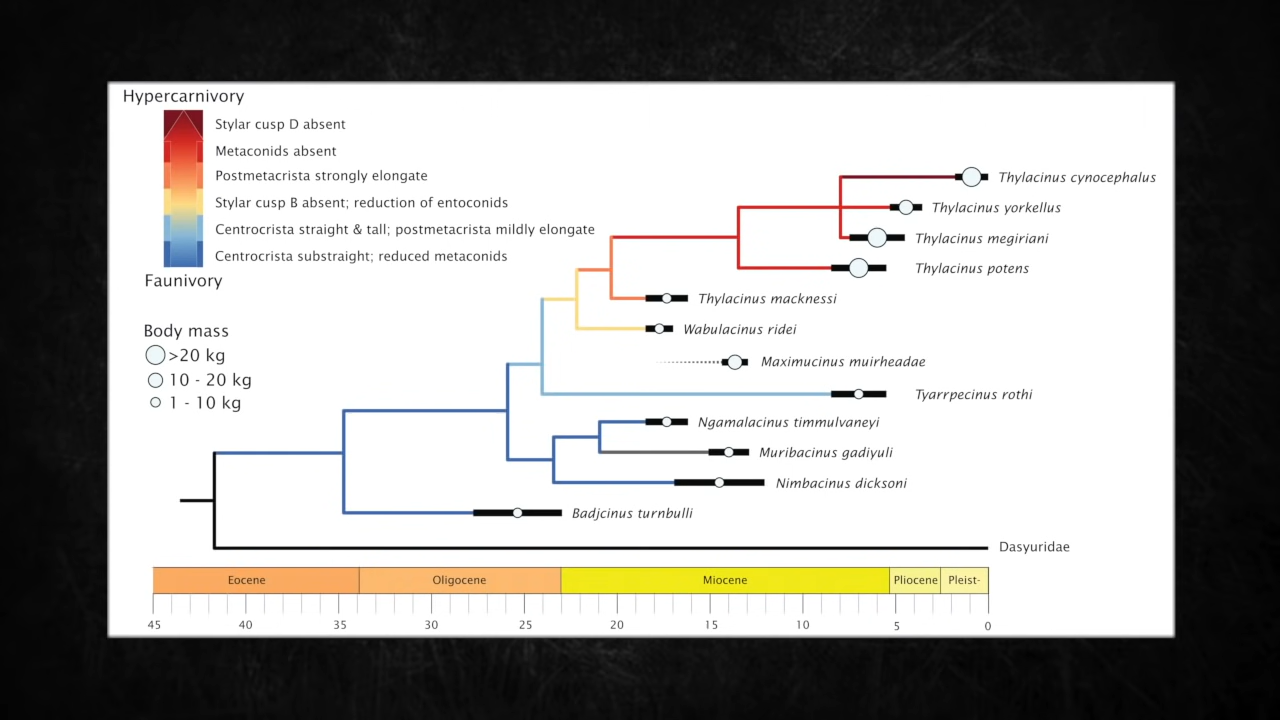 Hypercarnivory
Stylar cusp D absent
Metaconids absent
Postmetacrista strongly elongate
Stylar cusp B absent; reduction of entoconids
Centrocrista straight & tall; postmetacrista mildly elongate
Centrocrista substraight; reduced metaconids
Faunivory
Body mass
>20 kg
10 - 20 kg
1 - 10 kg
Thylacinus cynocephalus
Thylacinus yorkellus
Thylacinus megiriani
Thylacinus potens
Thylacinus macknessi
Wabulacinus ridei
Maximucinus muirheadae
Tyarrpecinus rothi
Ngamalacinus timmulvaneyi
Muribacinus gadiyuli
Nimbacinus dicksoni
Badjcinus turnbulli
Dasyuridae
Eocene Oligocene Miocene Pliocene Pleist-
45 40 35 30 25 20 15 10 5 0